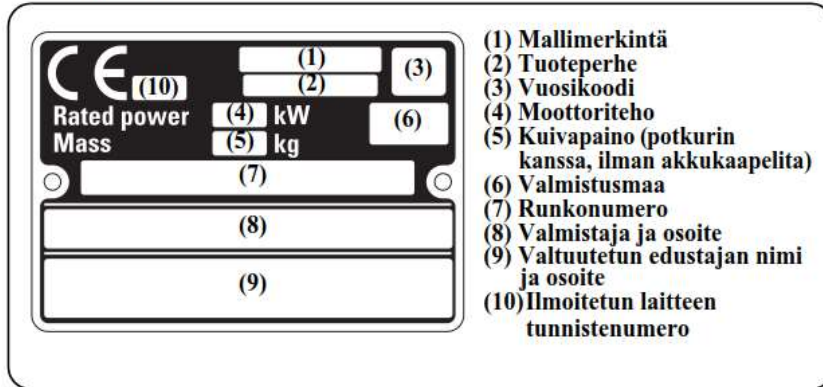 CE (10)
(1)
(2)
(3)
Rated power (4) kW
Mass (5) kg
(6)
(7)
(8)
(9)
(1) Mallimerkintä
(2) Tuoteperhe
(3) Vuosikoodi
(4) Moottoriteho
(5) Kuivapaino (potkurin
kanssa, ilman akkukaapelita)
(6) Valmistusmaa
(7) Runkonumero
(8) Valmistaja ja osoite
(9) Valtuutetun edustajan nimi
ja osoite
(10)Ilmoitetun laitteen
tunnistenumero